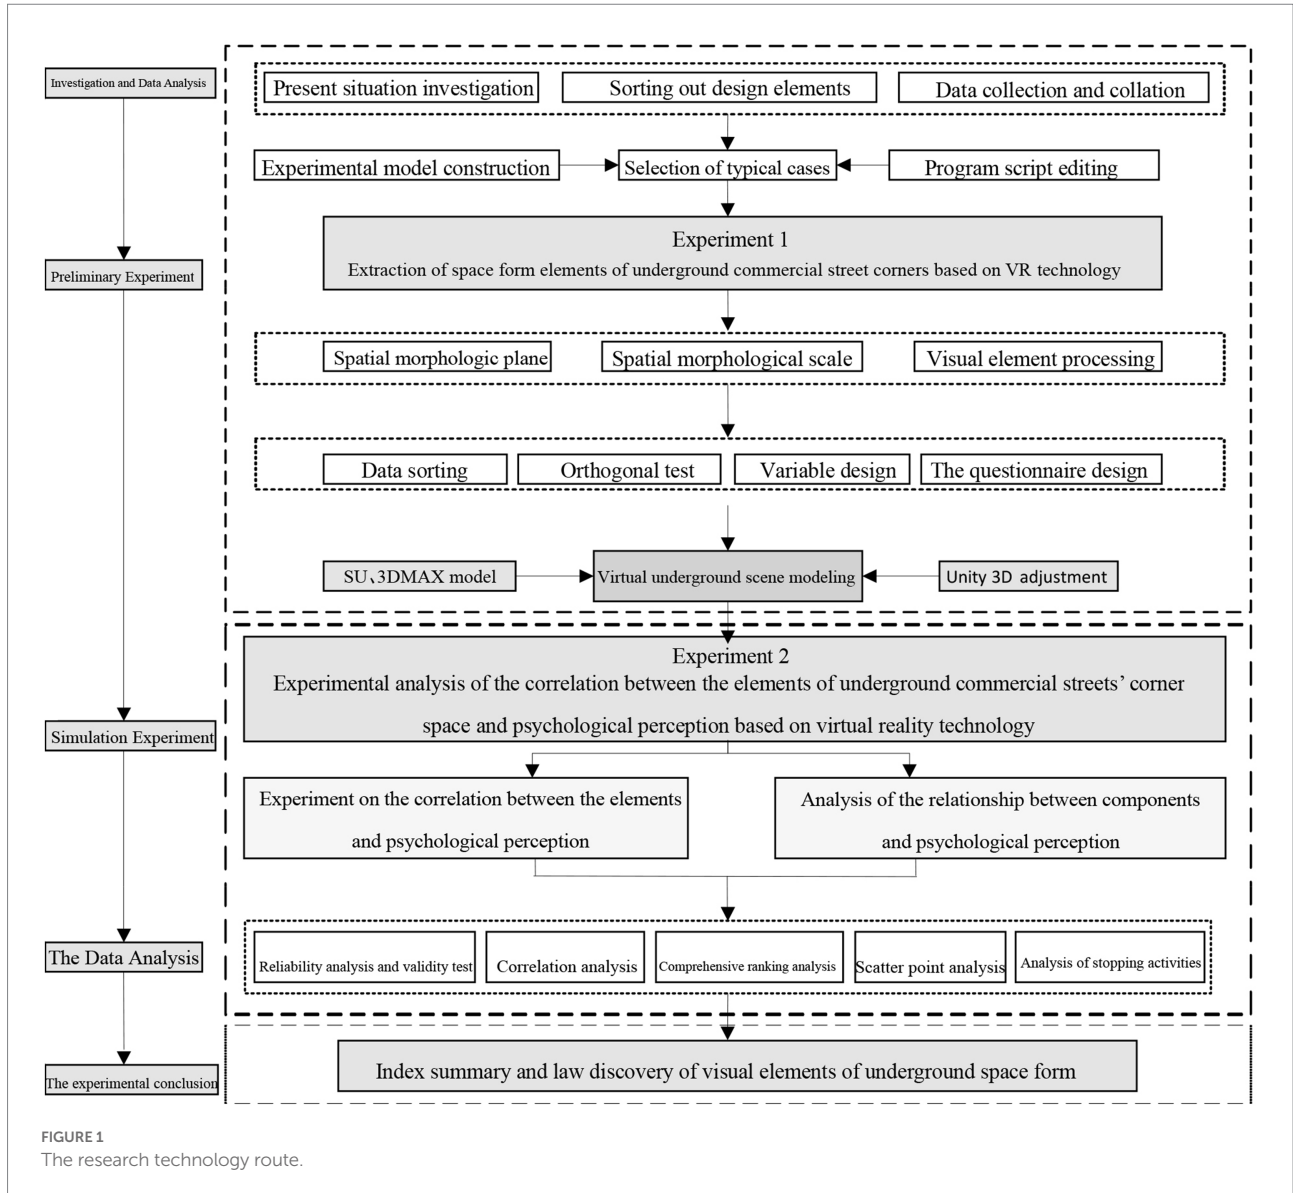 Investigation and Data Analysis
Present situation investigation
Sorting out design elements
Data collection and collation
Experimental model construction
Selection of typical cases
Program script editing
Preliminary Experiment
Experiment 1
Extraction of space form elements of underground commercial street corners based on VR technology
Spatial morphologic plane
Spatial morphological scale
Visual element processing
Data sorting
Orthogonal test
Variable design
The questionnaire design
SU、3DMAX model
Virtual underground scene modeling
Unity 3D adjustment
Simulation Experiment
Experiment 2
Experimental analysis of the correlation between the elements of underground commercial streets’ corner
space and psychological perception based on virtual reality technology
Experiment on the correlation between the elements
and psychological perception
Analysis of the relationship between components
and psychological perception
The Data Analysis
Reliability analysis and validity test
Correlation analysis
Comprehensive ranking analysis
Scatter point analysis
Analysis of stopping activities
The experimental conclusion
Index summary and law discovery of visual elements of underground space form
FIGURE 1
The research technology route.